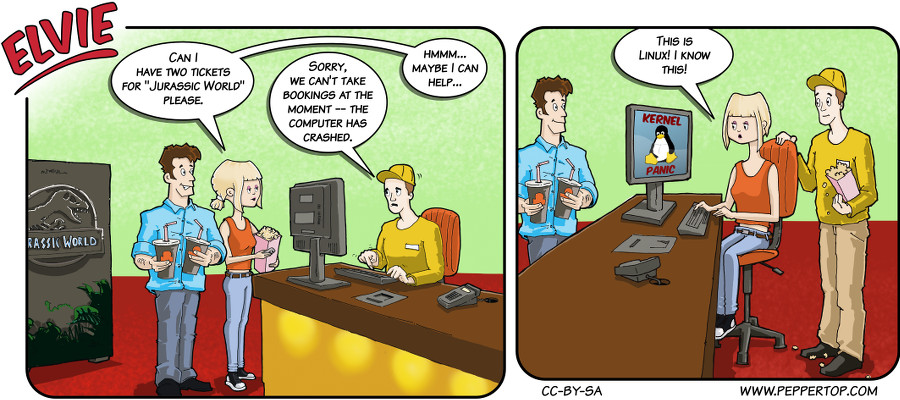 ELVIE
CAN I
HAVE TWO TICKETS
FOR "JURASSIC WORLD"
PLEASE.
SORRY,
WE CAN'T TAKE
BOOKINGS AT THE
MOMENT -- THE
COMPUTER HAS
CRASHED.
HMMM...
MAYBE I CAN
HELP...
JURASSIC WORLD
THIS IS
LINUX! I KNOW
THIS!
KERNEL
PANIC
CC-BY-SA
WWW.PEPPERTOP.COM